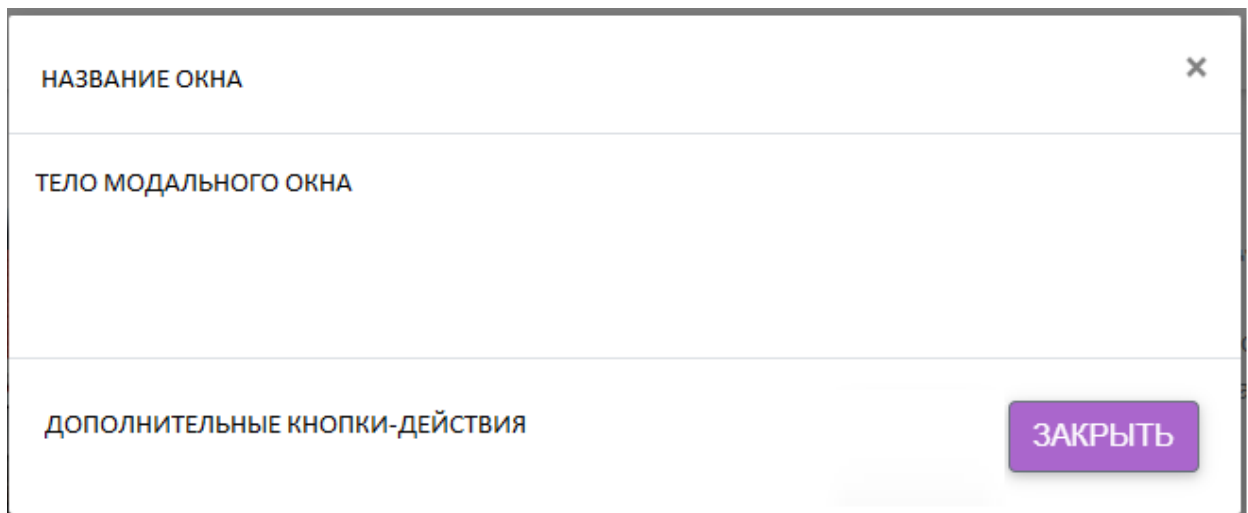 НАЗВАНИЕ ОКНА
×
ТЕЛО МОДАЛЬНОГО ОКНА
ДОПОЛНИТЕЛЬНЫЕ КНОПКИ-ДЕЙСТВИЯ
ЗАКРЫТЬ